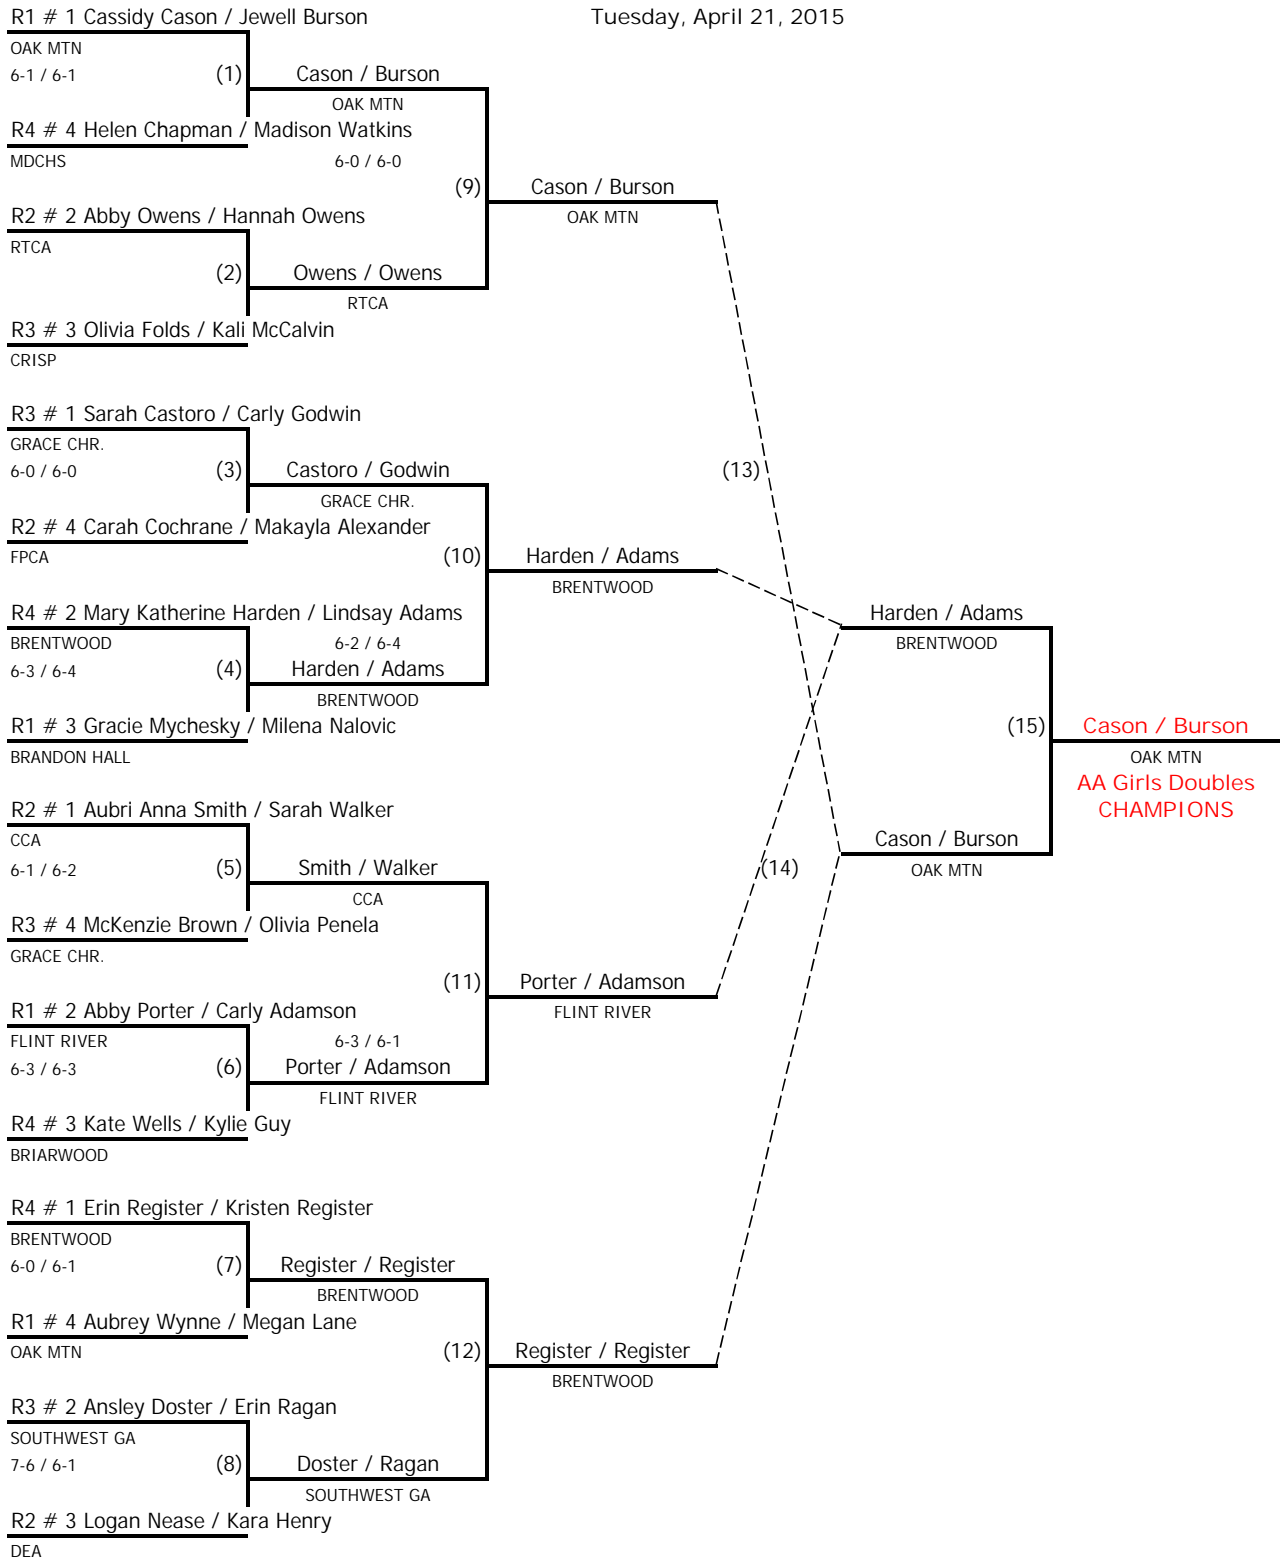 R1 # 1 Cassidy Cason / Jewell Burson
Tuesday, April 21, 2015
OAK MTN
6-1 / 6-1
(1)
Cason / Burson
OAK MTN
R4 # 4 Helen Chapman / Madison Watkins
MDCHS
6-0 / 6-0
(9)
Cason / Burson
OAK MTN
R2 # 2 Abby Owens / Hannah Owens
RTCA
(2)
Owens / Owens
RTCA
R3 # 3 Olivia Folds / Kali McCalvin
CRISP
R3 # 1 Sarah Castoro / Carly Godwin
GRACE CHR.
6-0 / 6-0
(3)
Castoro / Godwin
GRACE CHR.
(13)
R2 # 4 Carah Cochrane / Makayla Alexander
FPCA
(10)
Harden / Adams
BRENTWOOD
R4 # 2 Mary Katherine Harden / Lindsay Adams
BRENTWOOD
6-2 / 6-4
6-3 / 6-4
(4)
Harden / Adams
BRENTWOOD
Harden / Adams
BRENTWOOD
R1 # 3 Gracie Mychesky / Milena Nalovic
BRANDON HALL
(15)
Cason / Burson
OAK MTN
AA Girls Doubles
CHAMPIONS
R2 # 1 Aubri Anna Smith / Sarah Walker
CCA
6-1 / 6-2
(5)
Smith / Walker
CCA
(14)
Cason / Burson
OAK MTN
R3 # 4 McKenzie Brown / Olivia Penela
GRACE CHR.
(11)
Porter / Adamson
FLINT RIVER
R1 # 2 Abby Porter / Carly Adamson
FLINT RIVER
6-3 / 6-1
6-3 / 6-3
(6)
Porter / Adamson
FLINT RIVER
R4 # 3 Kate Wells / Kylie Guy
BRIARWOOD
R4 # 1 Erin Register / Kristen Register
BRENTWOOD
6-0 / 6-1
(7)
Register / Register
BRENTWOOD
R1 # 4 Aubrey Wynne / Megan Lane
OAK MTN
(12)
Register / Register
BRENTWOOD
R3 # 2 Ansley Doster / Erin Ragan
SOUTHWEST GA
7-6 / 6-1
(8)
Doster / Ragan
SOUTHWEST GA
R2 # 3 Logan Nease / Kara Henry
DEA